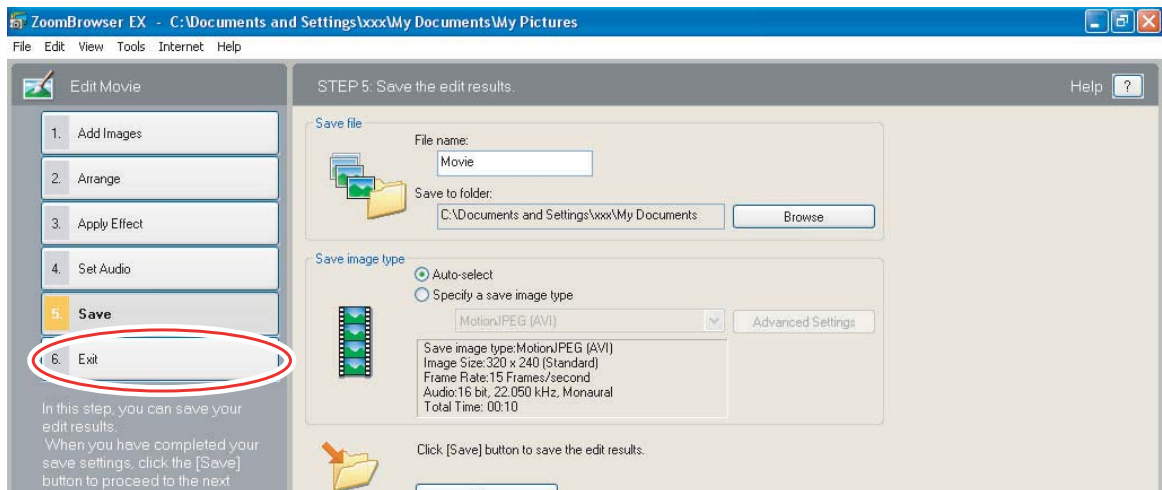 ZoomBrowser EX - C:\Documents and Settings\xxx\My Documents\My Pictures
File Edit View Tools Internet Help
Edit Movie
1. Add Images
2. Arrange
3. Apply Effect
4. Set Audio
5. Save
6. Exit
In this step, you can save your
edit results.
When you have completed your
save settings, click the [Save]
button to proceed to the next
STEP 5: Save the edit results.
Help ?
Save file
File name:
Movie
Save to folder:
C:\Documents and Settings\xxx\My Documents
Browse
Save image type
Auto-select
Specify a save image type
MotionJPEG (AVI)
Advanced Settings
Save image type:MotionJPEG (AVI)
Image Size:320 x 240 (Standard)
Frame Rate:15 Frames/second
Audio:16 bit, 22.050 kHz, Monaural
Total Time: 00:10
Click [Save] button to save the edit results.